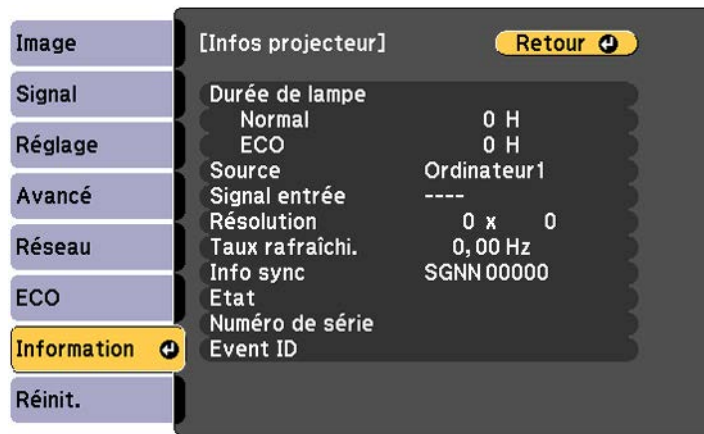 Image
Signal
Réglage
Avancé
Réseau
ECO
Information
Réinit.
[Infos projecteur]
Retour
Durée de lampe
Normal 0 H
ECO 0 H
Source Ordinateur1
Signal entrée ----
Résolution 0 x 0
Taux rafraîchi. 0,00 Hz
Info sync SGNN 00000
Etat
Numéro de série
Event ID